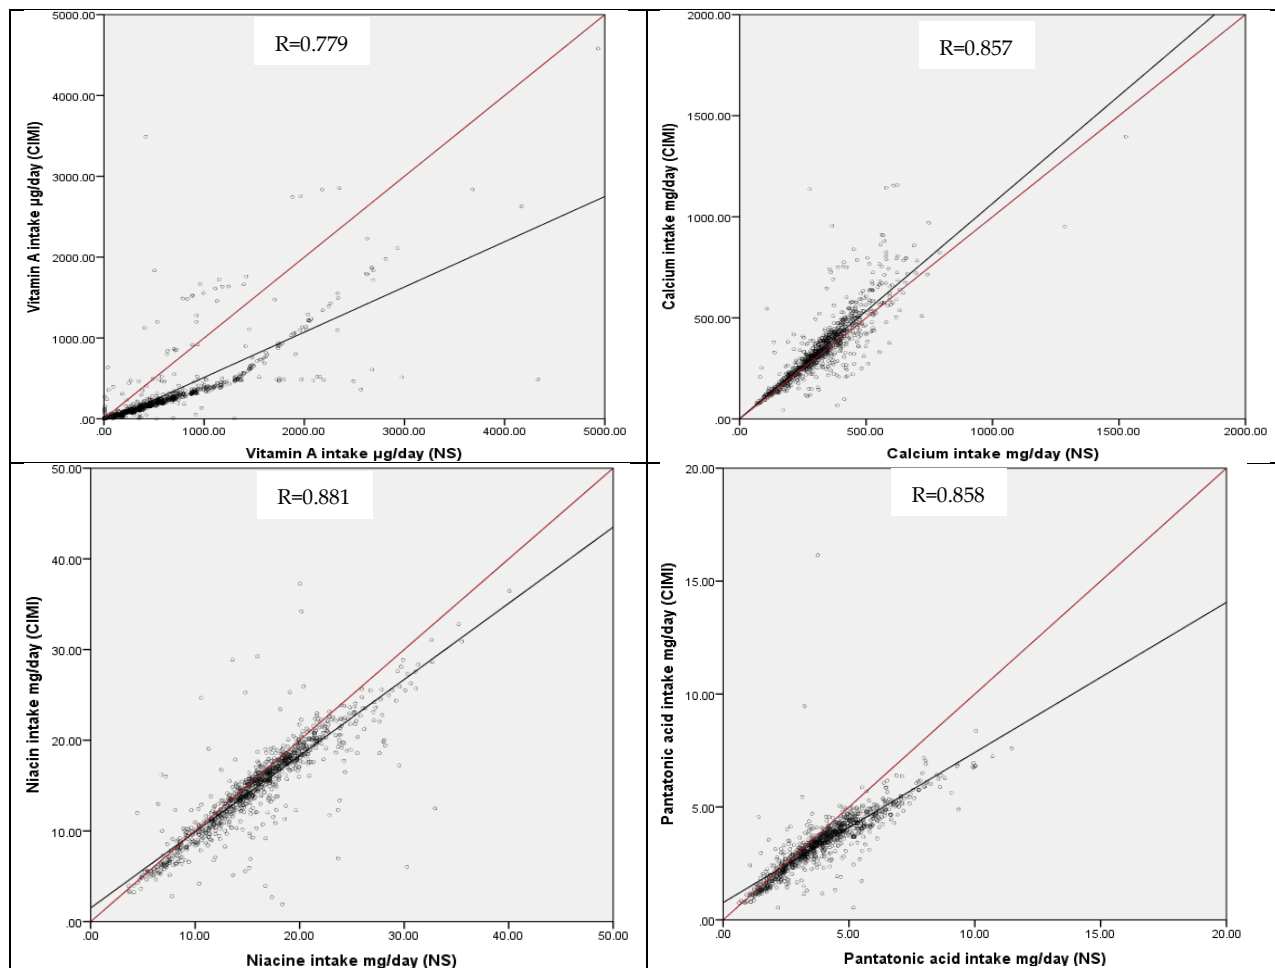 R=0.779
5000.00
4000.00
3000.00
2000.00
1000.00
.00
Vitamin A intake µg/day (CIMI)
.00 1000.00 2000.00 3000.00 4000.00 5000.00
Vitamin A intake µg/day (NS)
R=0.857
2000.00
1500.00
1000.00
500.00
.00
Calcium intake mg/day (CIMI)
.00 500.00 1000.00 1500.00 2000.00
Calcium intake mg/day (NS)
R=0.881
50.00
40.00
30.00
20.00
10.00
.00
Niacin intake mg/day (CIMI)
.00 10.00 20.00 30.00 40.00 50.00
Niacine intake mg/day (NS)
R=0.858
20.00
15.00
10.00
5.00
.00
Pantatonic acid intake mg/day (CIMI)
.00 5.00 10.00 15.00 20.00
Pantatonic acid intake mg/day (NS)